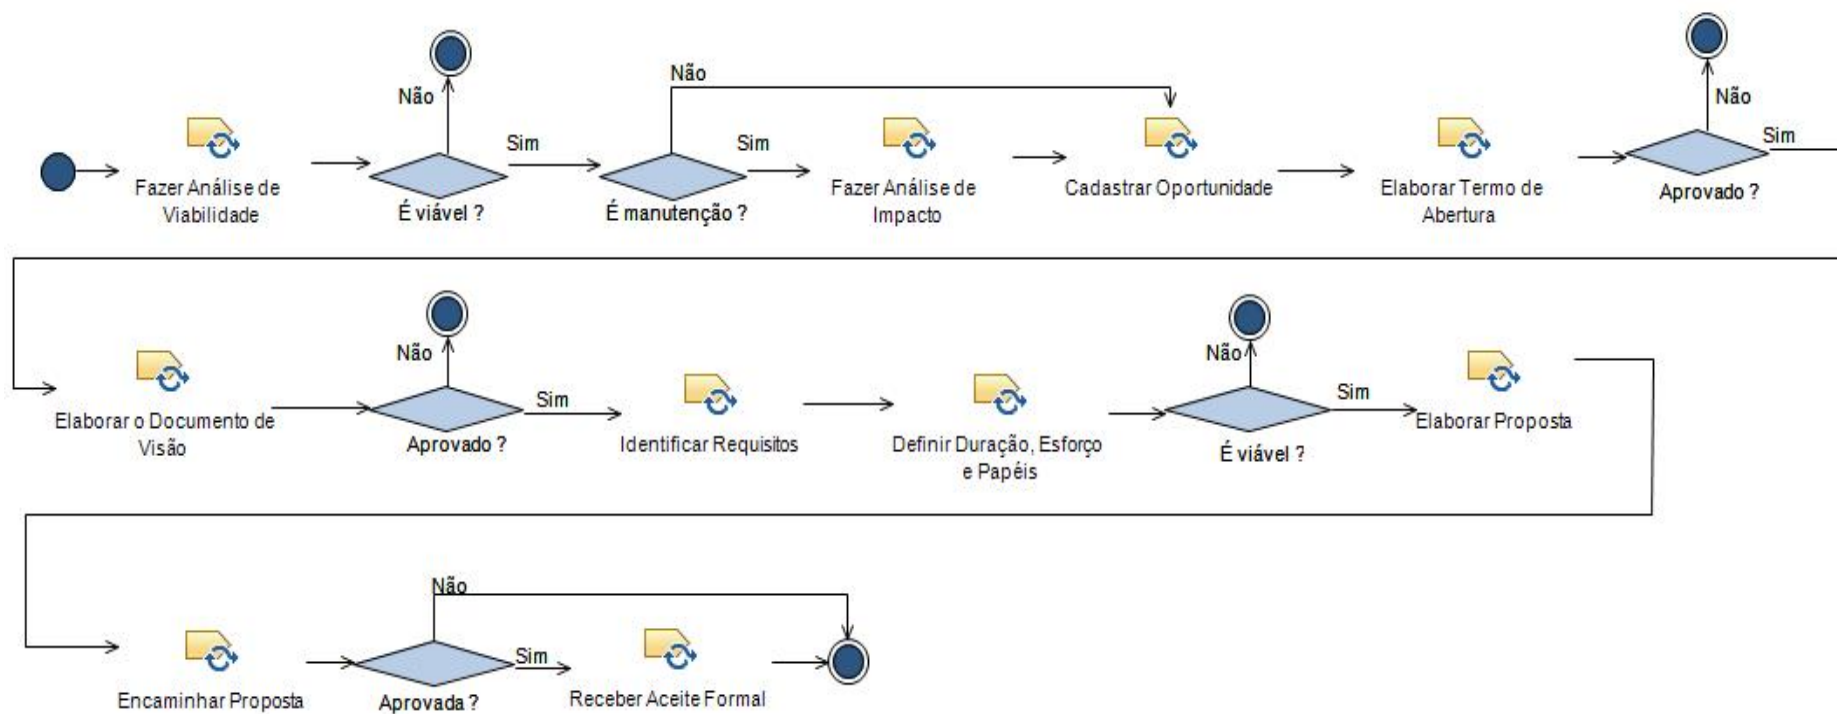 Não
Sim
Fazer Análise de
Viabilidade
É viável ?
Não
Sim
É manutenção ?
Fazer Análise de
Impacto
Cadastrar Oportunidade
Elaborar Termo de
Abertura
Não
Sim
Aprovado ?
Elaborar o Documento de
Visão
Não
Sim
Aprovado ?
Identificar Requisitos
Definir Duração, Esforço
e Papéis
Não
Sim
É viável ?
Elaborar Proposta
Encaminhar Proposta
Não
Sim
Aprovada ?
Receber Aceite Formal